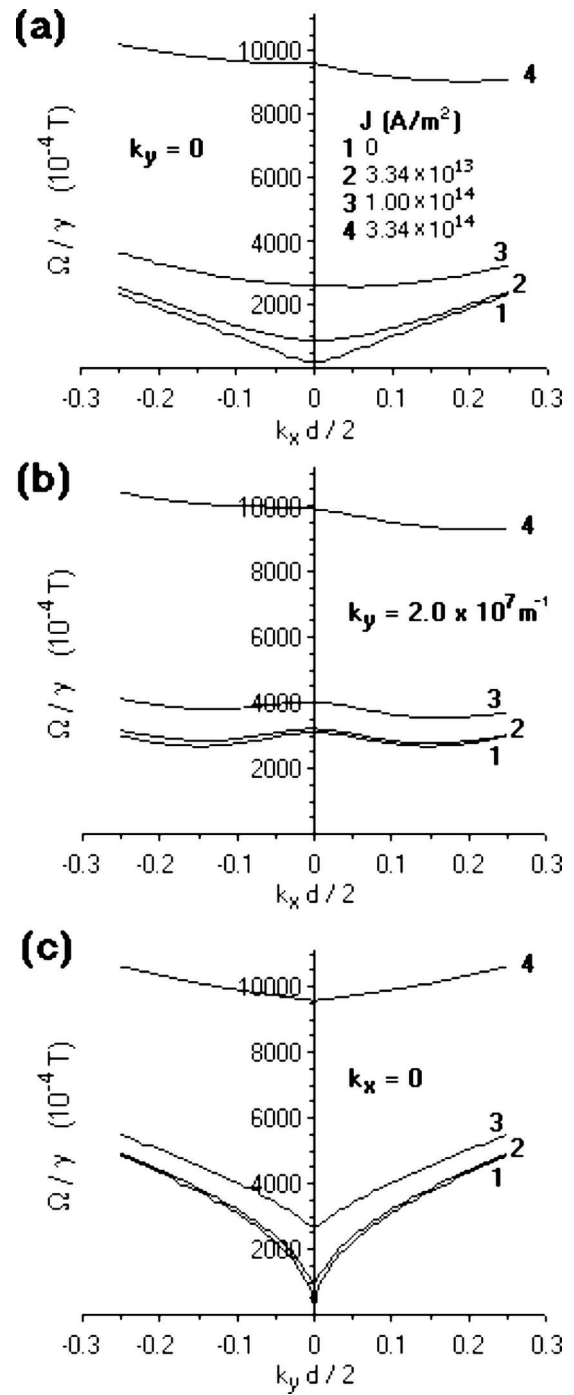 (a)
10000
8000
6000
4000
2000
0
Ω / γ (10⁻⁴ T)
k_y = 0
J (A/m²)
1 0
2 3.34 × 10¹³
3 1.00 × 10¹⁴
4 3.34 × 10¹⁴
4
3
2
1
-0.3 -0.2 -0.1 0 0.1 0.2 0.3
k_x d / 2
(b)
10000
8000
6000
4000
2000
0
Ω / γ (10⁻⁴ T)
k_y = 2.0 x 10⁷ m⁻¹
4
3
2
1
-0.3 -0.2 -0.1 0 0.1 0.2 0.3
k_x d / 2
(c)
10000
8000
6000
4000
2000
0
Ω / γ (10⁻⁴ T)
k_x = 0
4
3
2
1
-0.3 -0.2 -0.1 0 0.1 0.2 0.3
k_y d / 2